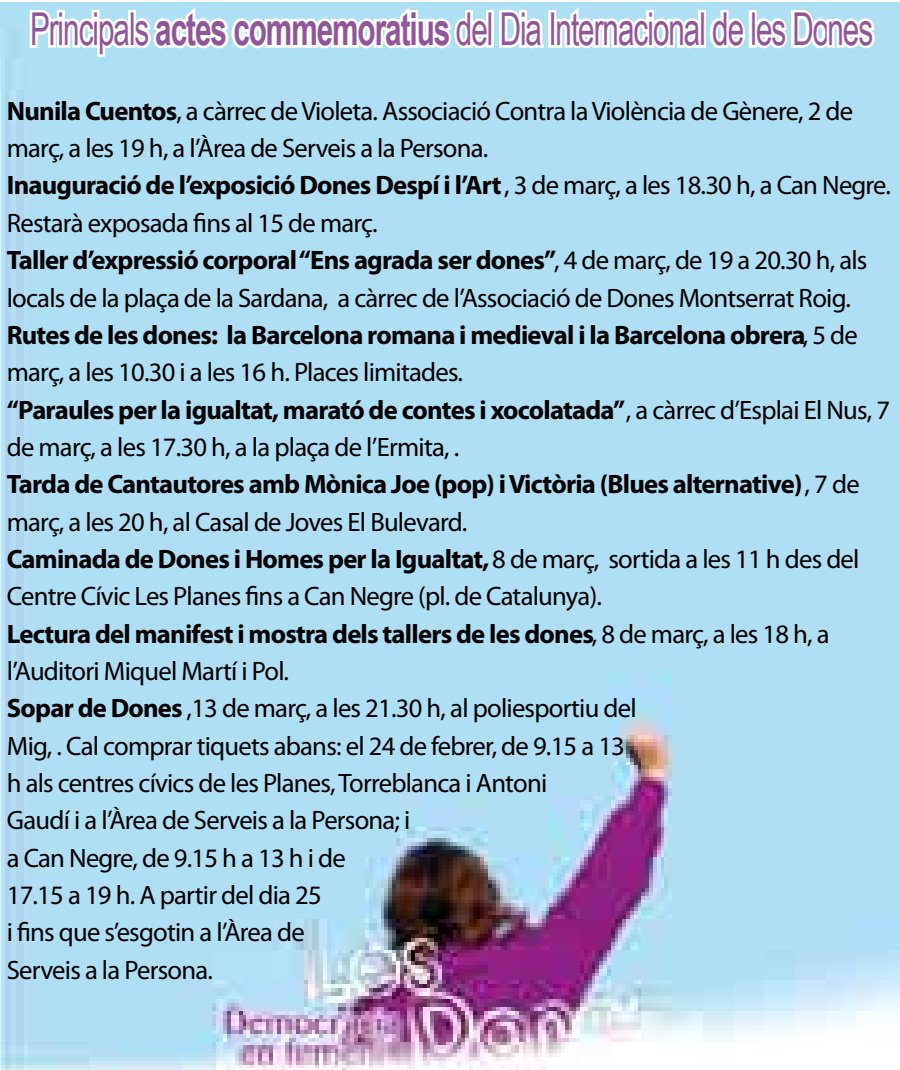 Principals actes commemoratius del Dia Internacional de les Dones
Nunila Cuentos, a càrrec de Violeta. Associació Contra la Violència de Gènere, 2 de
març, a les 19 h, a l'Àrea de Serveis a la Persona.
Inauguració de l'exposició Dones Despí i l'Art, 3 de març, a les 18.30 h, a Can Negre.
Restarà exposada fins al 15 de març.
Taller d'expressió corporal "Ens agrada ser dones", 4 de març, de 19 a 20.30 h, als
locals de la plaça de la Sardana, a càrrec de l'Associació de Dones Montserrat Roig.
Rutes de les dones: la Barcelona romana i medieval i la Barcelona obrera, 5 de
març, a les 10.30 i a les 16 h. Places limitades.
"Paraules per la igualtat, marató de contes i xocolatada", a càrrec d'Esplai El Nus, 7
de març, a les 17.30 h, a la plaça de l'Ermita, .
Tarda de Cantautores amb Mònica Joe (pop) i Victòria (Blues alternative), 7 de
març, a les 20 h, al Casal de Joves El Bulevard.
Caminada de Dones i Homes per la Igualtat, 8 de març, sortida a les 11 h des del
Centre Cívic Les Planes fins a Can Negre (pl. de Catalunya).
Lectura del manifest i mostra dels tallers de les dones, 8 de març, a les 18 h, a
l'Auditori Miquel Martí i Pol.
Sopar de Dones ,13 de març, a les 21.30 h, al poliesportiu del
Mig, . Cal comprar tiquets abans: el 24 de febrer, de 9.15 a 13
h als centres cívics de les Planes, Torreblanca i Antoni
Gaudí i a l'Àrea de Serveis a la Persona; i
a Can Negre, de 9.15 h a 13 h i de
17.15 a 19 h. A partir del dia 25
i fins que s'esgotin a l'Àrea de
Serveis a la Persona.
en